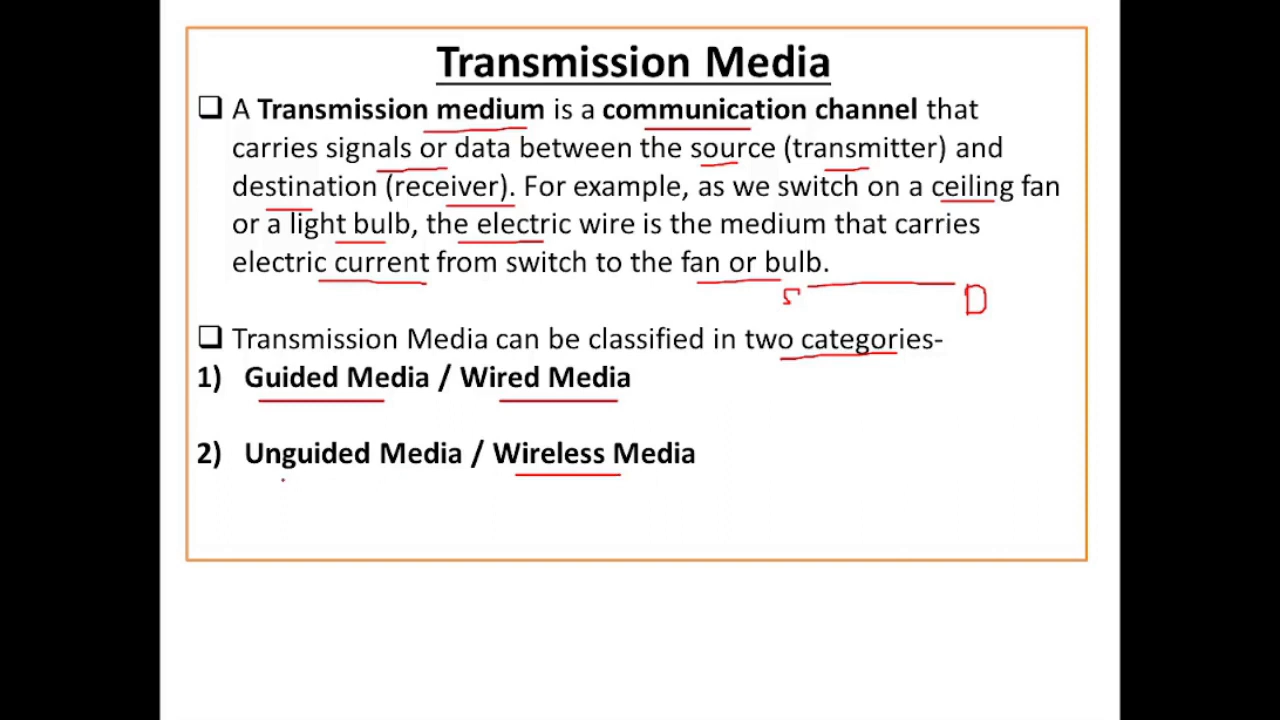 Transmission Media
❑ A Transmission medium is a communication channel that
carries signals or data between the source (transmitter) and
destination (receiver). For example, as we switch on a ceiling fan
or a light bulb, the electric wire is the medium that carries
electric current from switch to the fan or bulb.
S D
❑ Transmission Media can be classified in two categories-
1) Guided Media / Wired Media
2) Unguided Media / Wireless Media